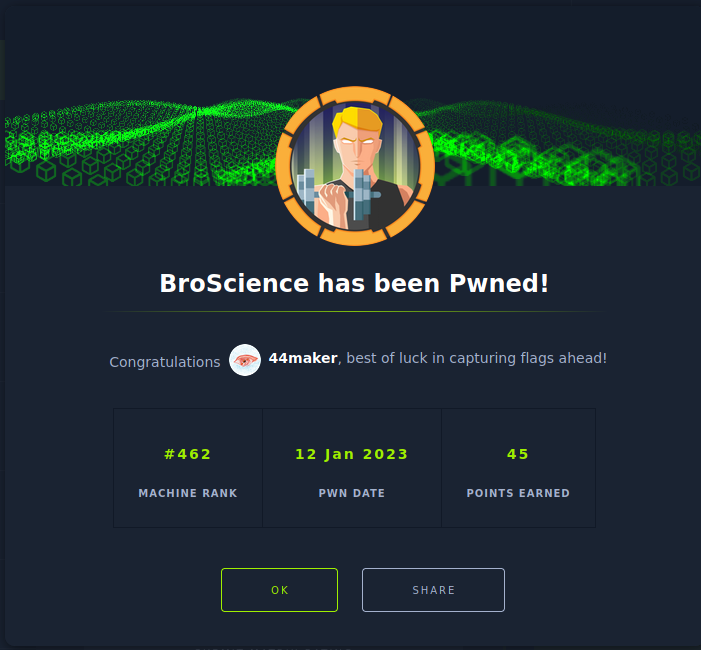 BroScience has been Pwned!
Congratulations 44maker, best of luck in capturing flags ahead!
#462 12 Jan 2023 45
MACHINE RANK PWN DATE POINTS EARNED
OK SHARE